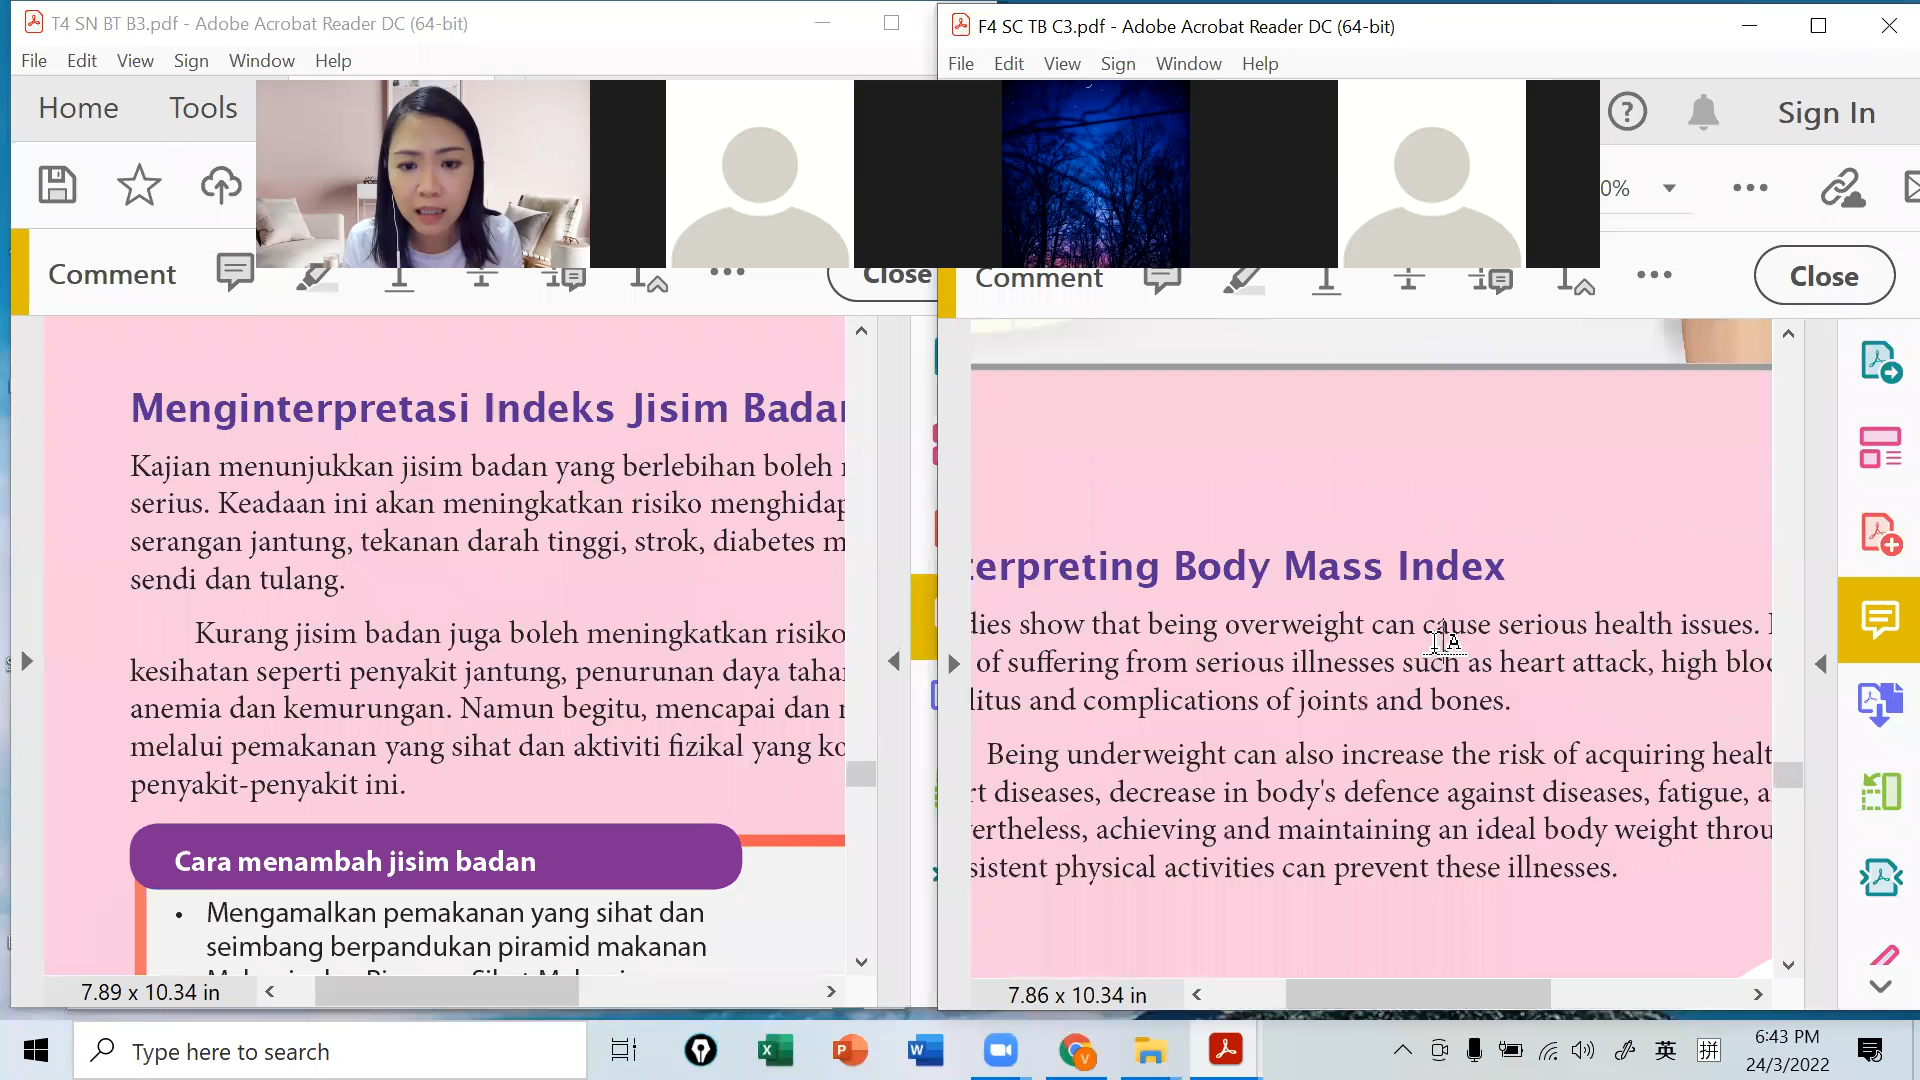 T4 SN BT B3.pdf - Adobe Acrobat Reader DC (64-bit)
File Edit View Sign Window Help
Home Tools
Comment
Close
Menginterpretasi Indeks Jisim Badan
Kajian menunjukkan jisim badan yang berlebihan boleh
serius. Keadaan ini akan meningkatkan risiko menghidap
serangan jantung, tekanan darah tinggi, strok, diabetes m
sendi dan tulang.
Kurang jisim badan juga boleh meningkatkan risiko
kesihatan seperti penyakit jantung, penurunan daya taha
anemia dan kemurungan. Namun begitu, mencapai dan
melalui pemakanan yang sihat dan aktiviti fizikal yang ko
penyakit-penyakit ini.
Cara menambah jisim badan
• Mengamalkan pemakanan yang sihat dan
seimbang berpandukan piramid makanan
7.89 x 10.34 in
F4 SC TB C3.pdf - Adobe Acrobat Reader DC (64-bit)
File Edit View Sign Window Help
Sign In
0%
Comment
Close
terpreting Body Mass Index
dies show that being overweight can cause serious health issues.
of suffering from serious illnesses such as heart attack, high bloo
litus and complications of joints and bones.
Being underweight can also increase the risk of acquiring healt
rt diseases, decrease in body's defence against diseases, fatigue, a
vertheless, achieving and maintaining an ideal body weight throu
sistent physical activities can prevent these illnesses.
7.86 x 10.34 in
Type here to search
英
拼
6:43 PM
24/3/2022